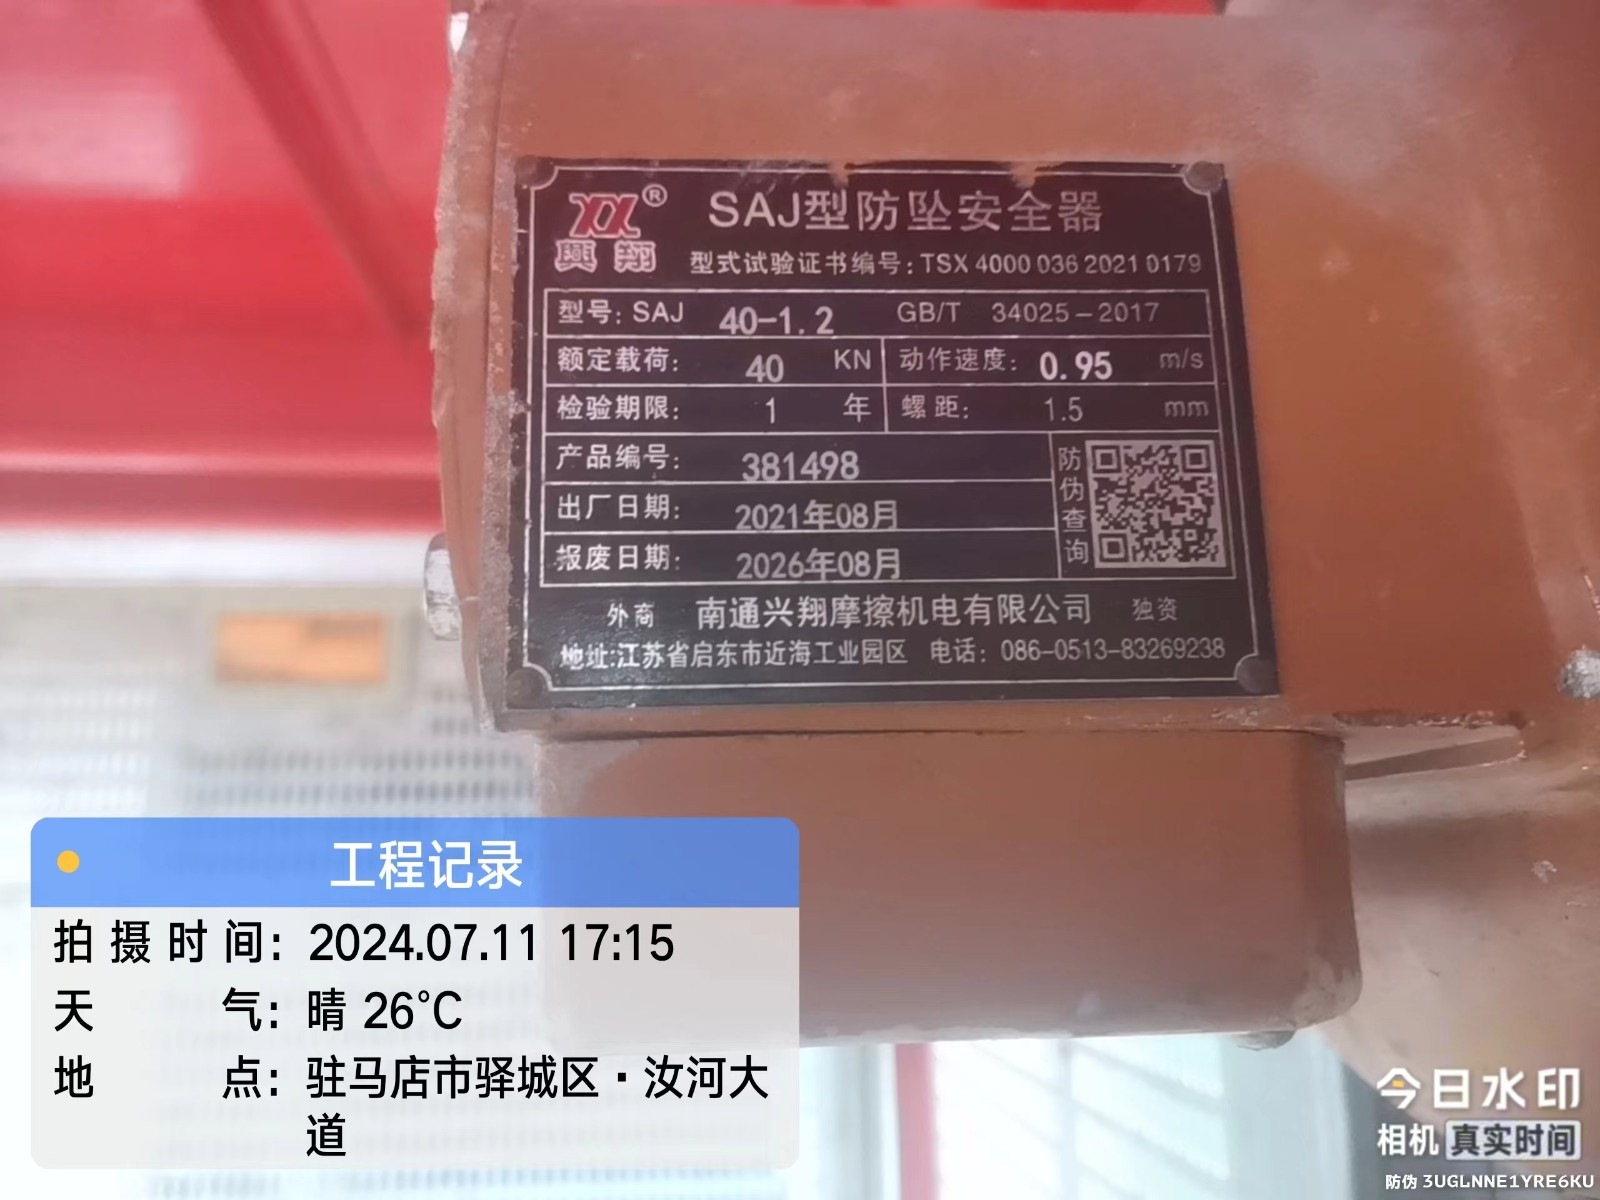 XX®
興翔
SAJ型防坠安全器
型式试验证书编号:TSX 4000 036 2021 0179
型号: SAJ 40-1.2 GB/T 34025-2017
额定载荷: 40 KN 动作速度: 0.95 m/s
检验期限: 1 年 螺距: 1.5 mm
产品编号: 381498
出厂日期: 2021年08月
报废日期: 2026年08月
防伪查询
外商 南通兴翔摩擦机电有限公司 独资
地址:江苏省启东市近海工业园区 电话: 086-0513-83269238
工程记录
拍摄时间: 2024.07.11 17:15
天气: 晴 26°C
地点: 驻马店市驿城区·汝河大
道
今日水印
相机 真实时间
防伪 3UGLNNE1YRE6KU